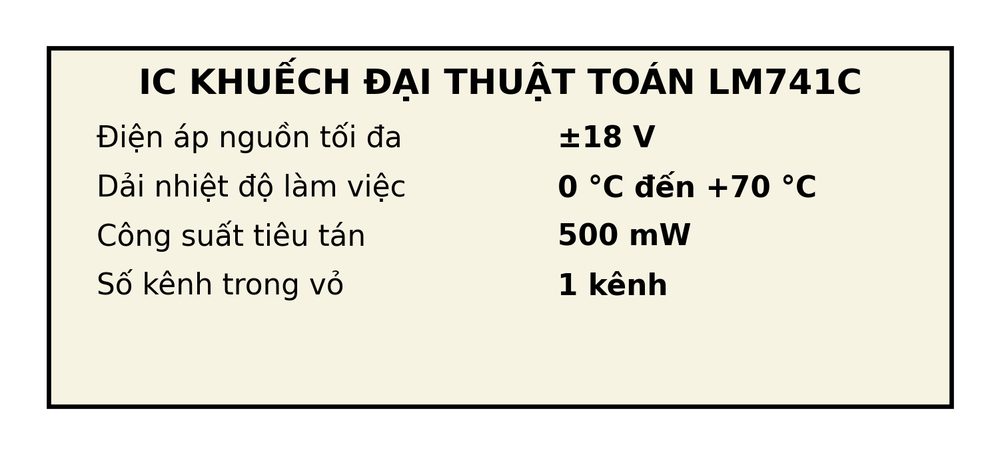 IC KHUẾCH ĐẠI THUẬT TOÁN LM741C
Điện áp nguồn tối đa ±18 V
Dải nhiệt độ làm việc 0 °C đến +70 °C
Công suất tiêu tán 500 mW
Số kênh trong vỏ 1 kênh